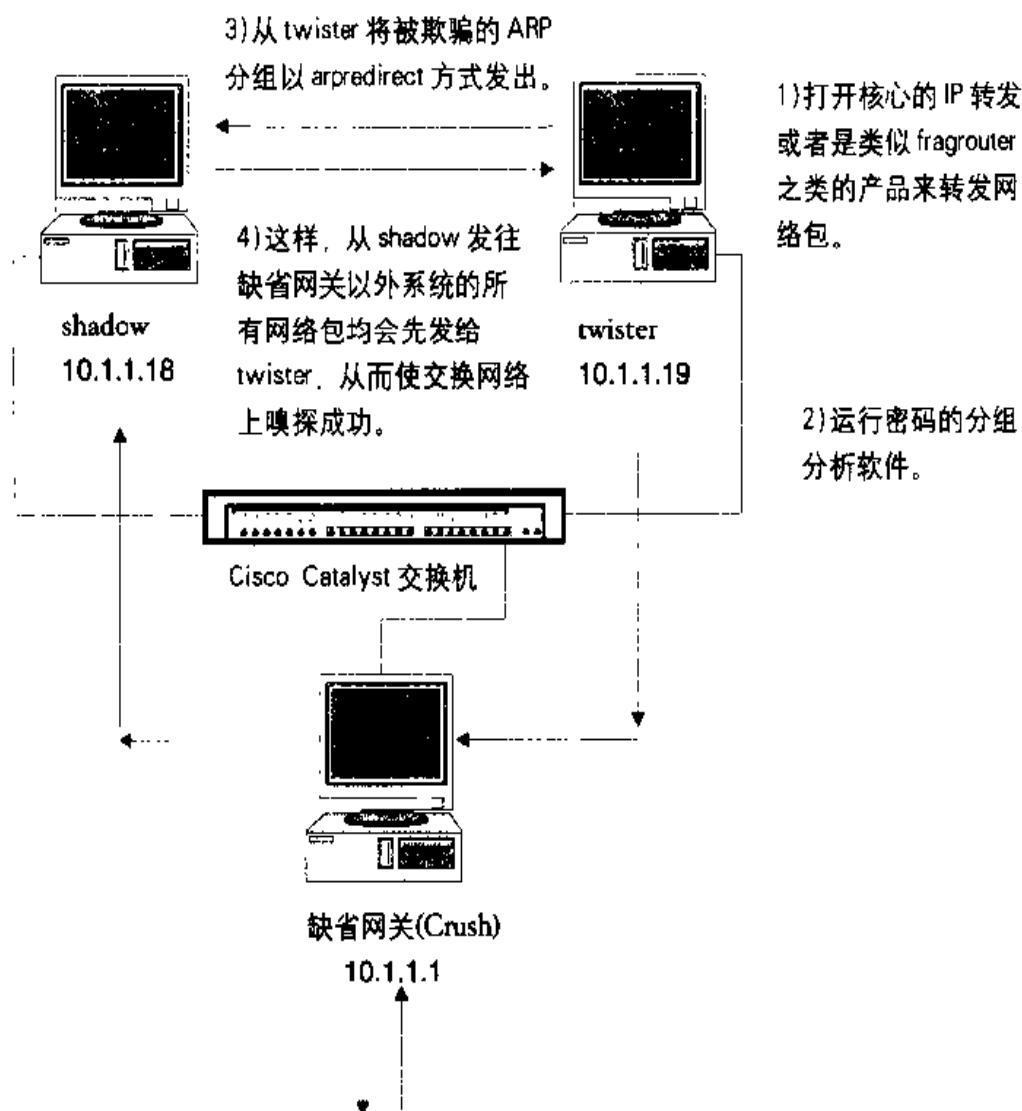 3)从 twister 将被欺骗的 ARP
分组以 arpredirect 方式发出。
1)打开核心的 IP 转发
或者是类似 fragrouter
之类的产品来转发网
络包。
4)这样，从 shadow 发往
缺省网关以外系统的所
有网络包均会先发给
twister，从而使交换网络
上嗅探成功。
shadow
10.1.1.18
twister
10.1.1.19
2)运行密码的分组
分析软件。
Cisco Catalyst 交换机
缺省网关(Crush)
10.1.1.1